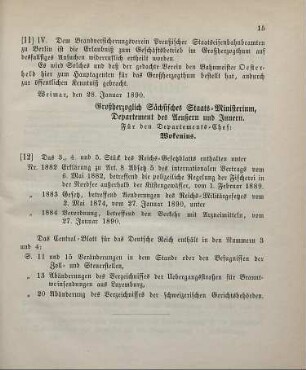 15
[11] IV. Dem Brandversicherungsverein Preußischer Staatseisenbahnbeamten
zu Berlin ist die Erlaubniß zum Geschäftsbetrieb im Großherzogthum auf
desfallsiges Ansuchen widerruflich ertheilt worden.
Es wird Solches und daß der gedachte Verein den Bahnmeister Oester-
held hier zum Hauptagenten für das Großherzogthum bestellt hat, andurch
zur öffentlichen Kenntniß gebracht.
Weimar, den 28. Januar 1890.
Großherzoglich Sächsisches Staats-Ministerium,
Departement des Aeußern und Innern.
Für den Departements-Chef:
Wokenius.
[12] Das 3., 4. und 5. Stück des Reichs-Gesetzblatts enthalten unter
Nr. 1882 Erklärung zu Art. 8 Absatz 5 des internationalen Vertrags vom
6. Mai 1882, betreffend die polizeiliche Regelung der Fischerei in
der Nordsee außerhalb der Küstengewässer, vom 1. Februar 1889.
" 1883 Gesetz, betreffend Aenderungen des Reichs-Militärgesetzes vom
2. Mai 1874, vom 27. Januar 1890, unter
" 1884 Verordnung, betreffend den Verkehr mit Arzneimitteln, vom
27. Januar 1890.
Das Central-Blatt für das Deutsche Reich enthält in den Nummern 3
und 4:
S. 11 und 15 Veränderungen in dem Stande oder den Befugnissen der
Zoll- und Steuerstellen,
" 13 Abänderung des Verzeichnisses der Uebergangsstraßen für Brannt-
weinsendungen aus Luxemburg,
" 20 Abänderung des Verzeichnisses der schweizerischen Gerichtsbehörden.